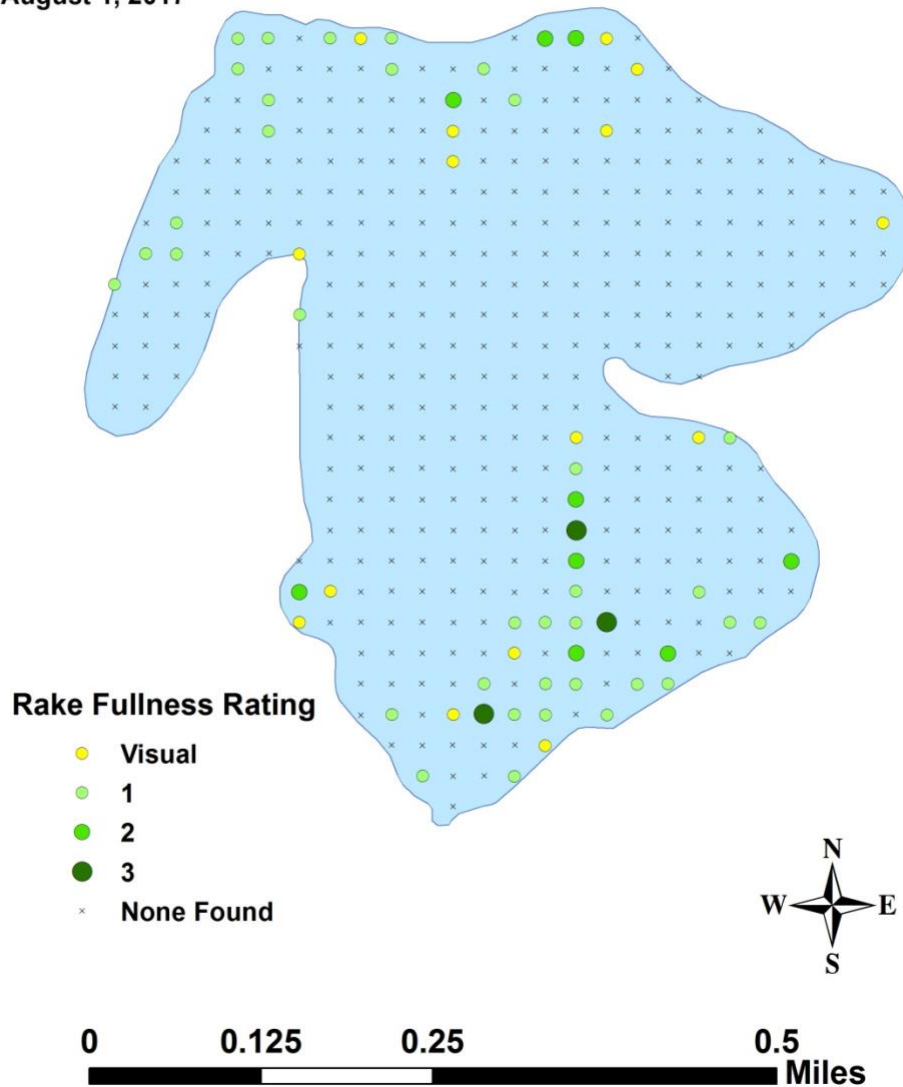 August 1, 2017
Rake Fullness Rating
Visual
1
2
3
None Found
N
W E
S
0 0.125 0.25 0.5
Miles